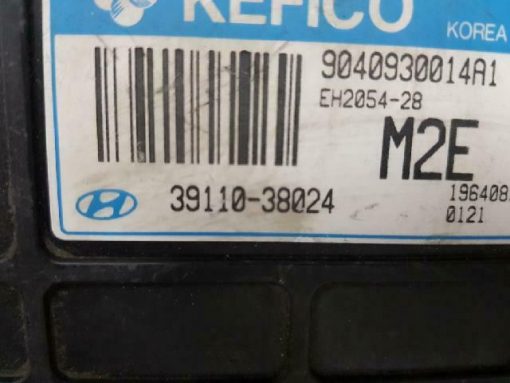 KEFICO
KOREA
9040930014A1
EH2054-28
M2E
39110-38024
196408
0121